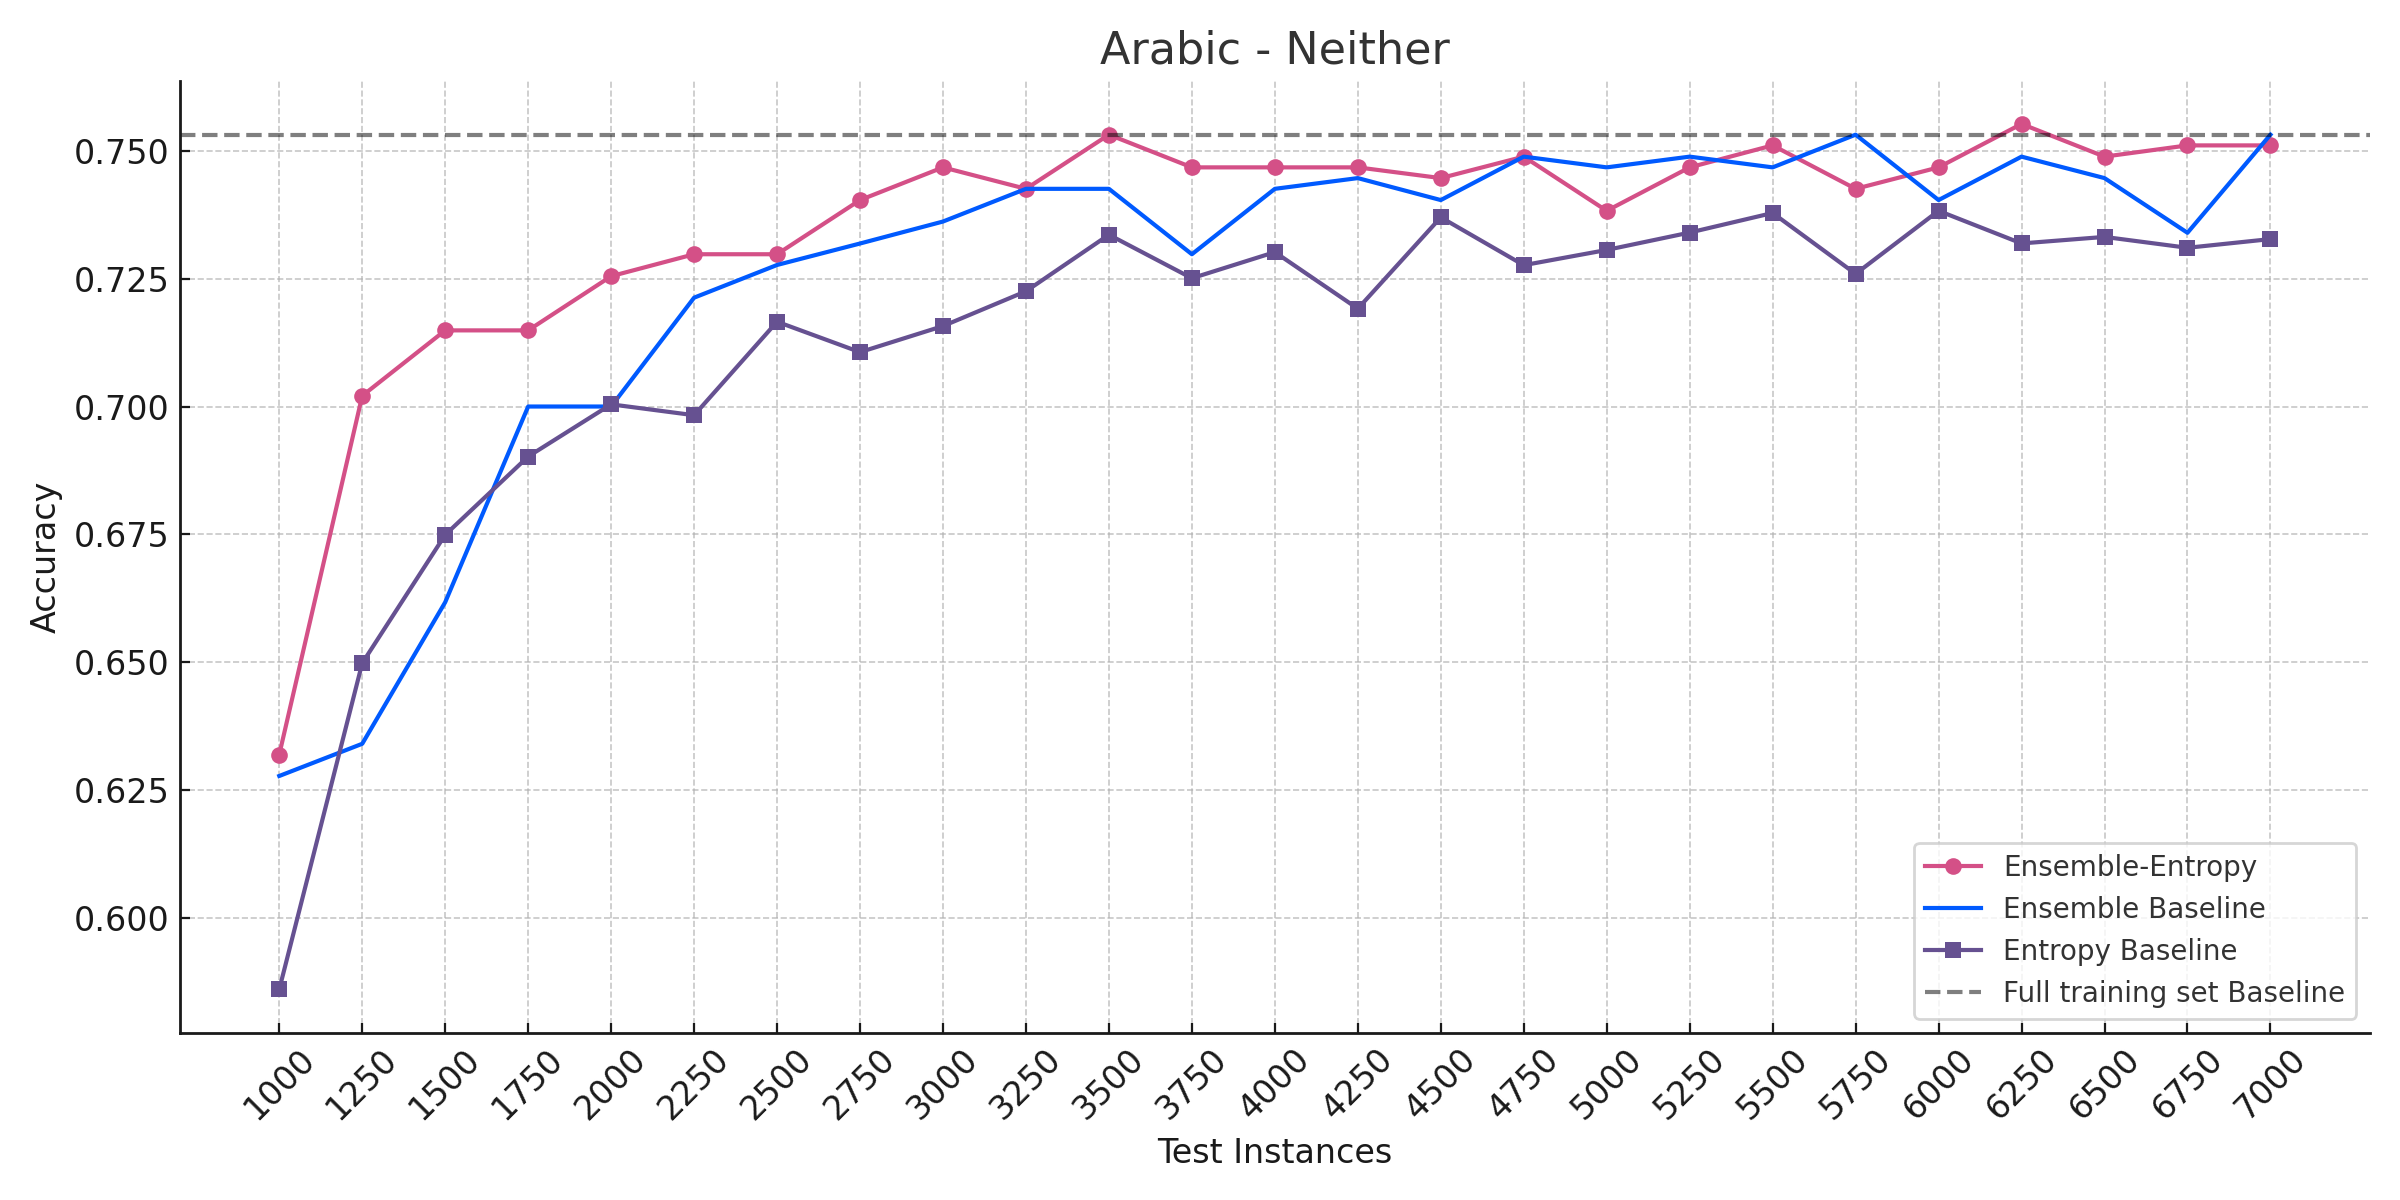 Arabic - Neither
0.750
0.725
0.700
0.675
0.650
0.625
0.600
Accuracy
Ensemble-Entropy
Ensemble Baseline
Entropy Baseline
Full training set Baseline
1000 1250 1500 1750 2000 2250 2500 2750 3000 3250 3500 3750 4000 4250 4500 4750 5000 5250 5500 5750 6000 6250 6500 6750 7000
Test Instances